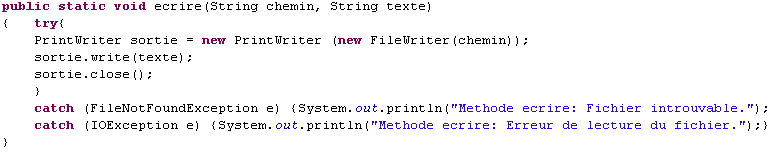 public static void ecrire(String chemin, String texte)
{   try{
    PrintWriter sortie = new PrintWriter (new FileWriter(chemin));
    sortie.write(texte);
    sortie.close();
    }
    catch (FileNotFoundException e) {System.out.println("Methode ecrire: Fichier introuvable.");
    catch (IOException e) {System.out.println("Methode ecrire: Erreur de lecture du fichier.");}
}